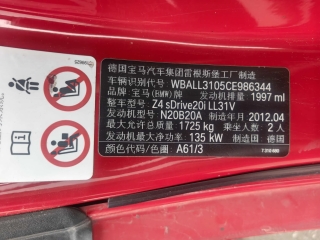 德国宝马汽车集团雷根斯堡工厂制造
车辆识别代号: WBALL3105CE986344
品牌: 宝马(BMW)牌 发动机排量: 1997 ml
整车型号: Z4 sDrive20i LL31V
发动机型号: N20B20A 制造年月 2012.04
最大允许总质量 1725 kg 乘坐人数 2 人
发动机最大净功率: 135 kW 制造国 德国
颜色代码/色圈 A61/3